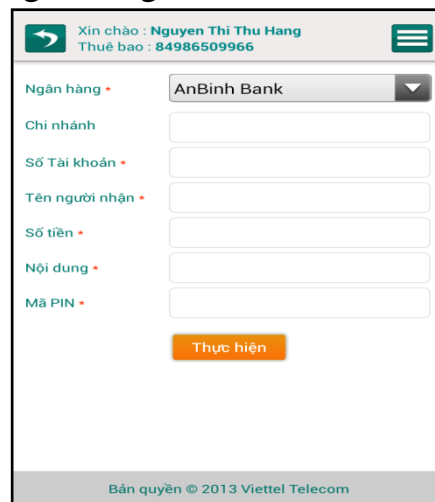 Xin chào : Nguyen Thi Thu Hang
Thuê bao : 84986509966
Ngân hàng *
AnBinh Bank
Chi nhánh
Số Tài khoản *
Tên người nhận *
Số tiền *
Nội dung *
Mã PIN *
Thực hiện
Bản quyền © 2013 Viettel Telecom